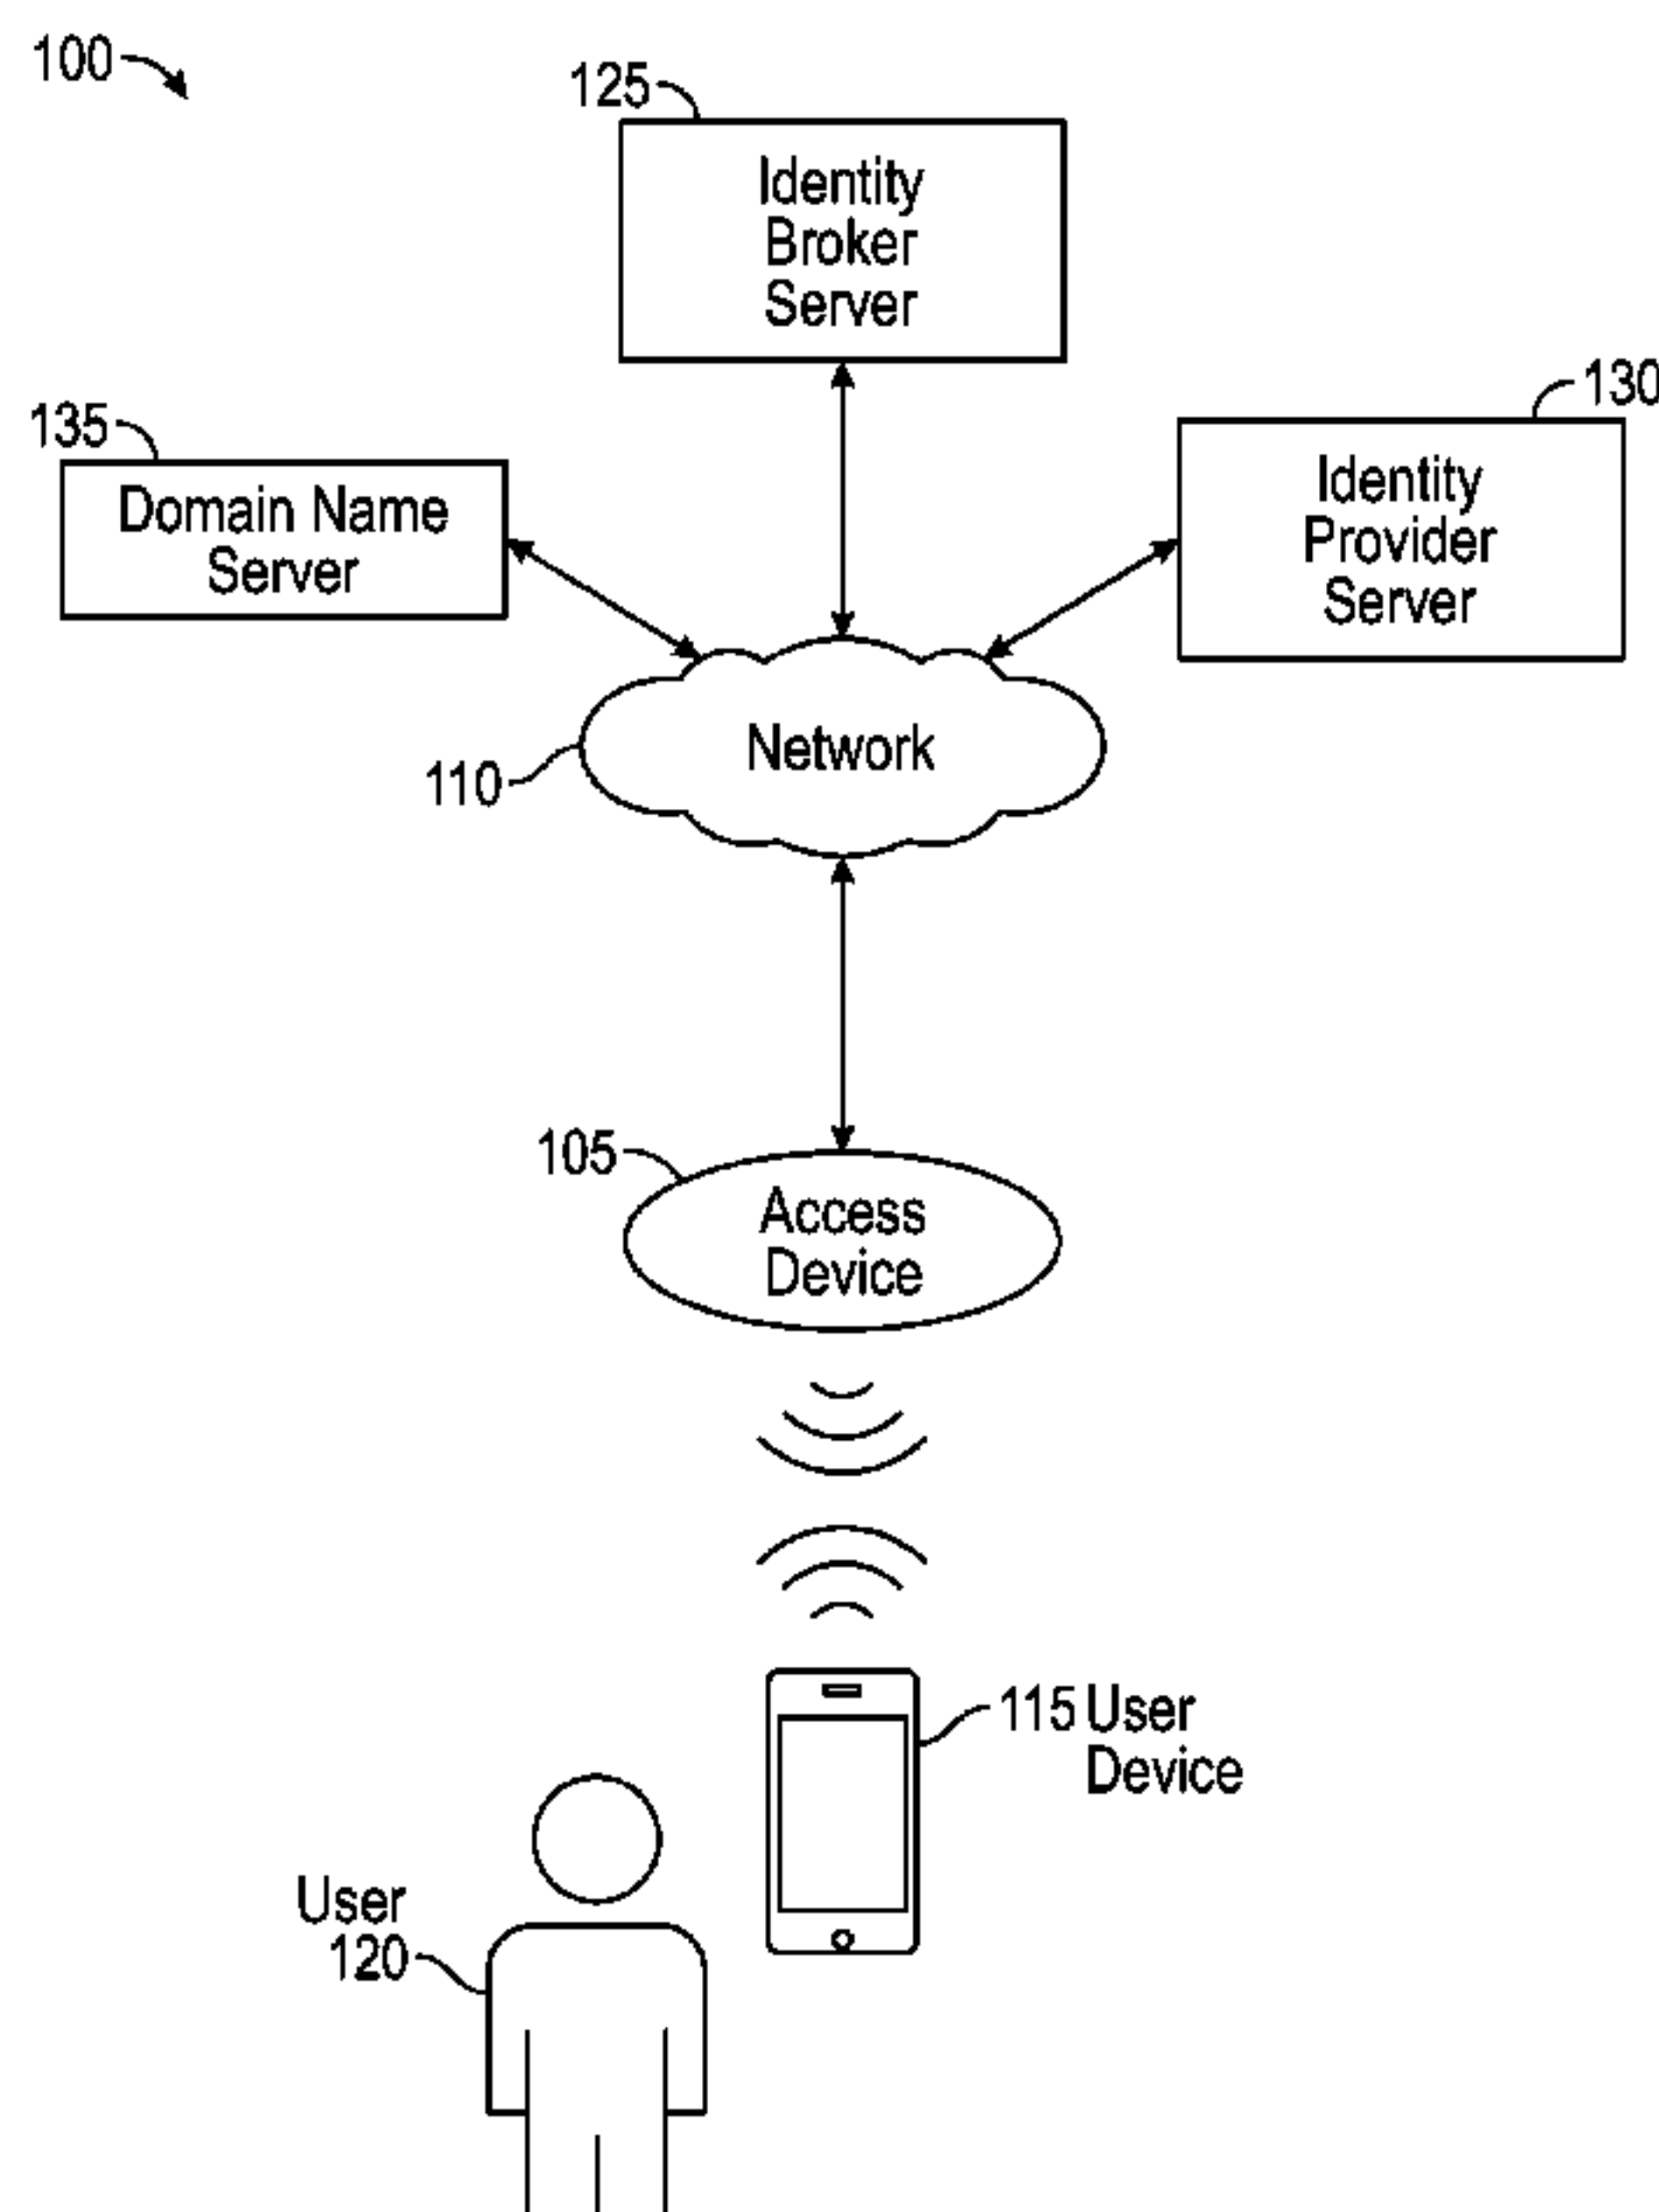 100
125
Identity
Broker
Server
130
135
Identity
Provider
Server
Domain Name
Server
Network
110
105
Access
Device
115 User
Device
User
120